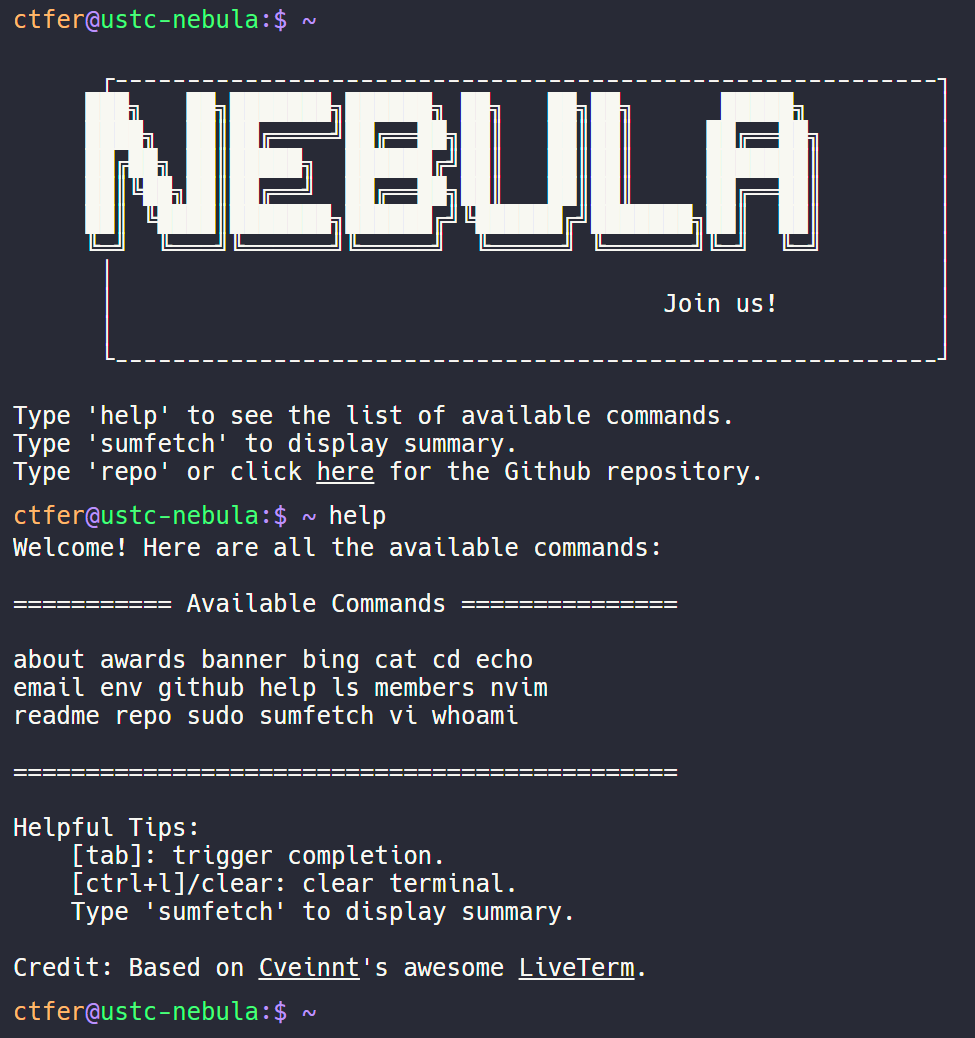 ctfer@ustc-nebula:$ ~
NEBULA
Join us!
Type 'help' to see the list of available commands.
Type 'sumfetch' to display summary.
Type 'repo' or click here for the Github repository.
ctfer@ustc-nebula:$ ~ help
Welcome! Here are all the available commands:
=========== Available Commands ===============
about awards banner bing cat cd echo
email env github help ls members nvim
readme repo sudo sumfetch vi whoami
==============================================
Helpful Tips:
[tab]: trigger completion.
[ctrl+l]/clear: clear terminal.
Type 'sumfetch' to display summary.
Credit: Based on Cveinnt's awesome LiveTerm.
ctfer@ustc-nebula:$ ~